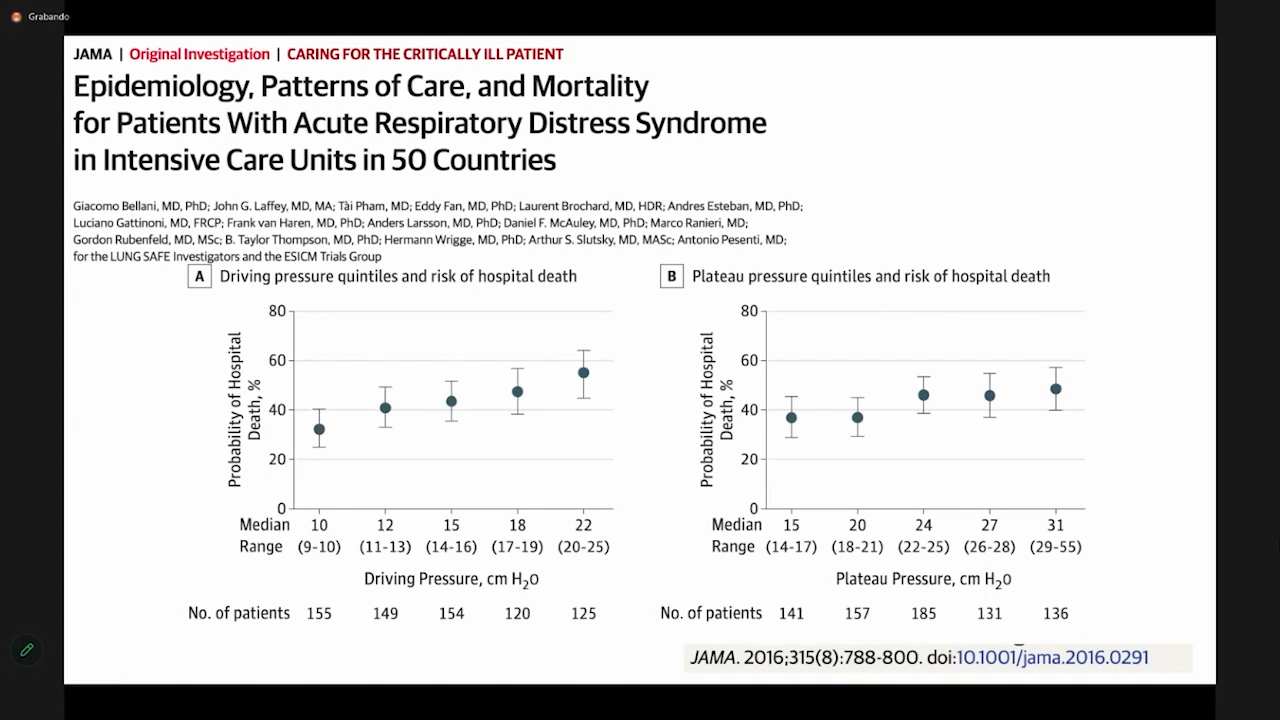 Grabando
JAMA | Original Investigation | CARING FOR THE CRITICALLY ILL PATIENT
Epidemiology, Patterns of Care, and Mortality
for Patients With Acute Respiratory Distress Syndrome
in Intensive Care Units in 50 Countries
Giacomo Bellani, MD, PhD; John G. Laffey, MD, MA; Tài Pham, MD; Eddy Fan, MD, PhD; Laurent Brochard, MD, HDR; Andres Esteban, MD, PhD;
Luciano Gattinoni, MD, FRCP; Frank van Haren, MD, PhD; Anders Larsson, MD, PhD; Daniel F. McAuley, MD, PhD; Marco Ranieri, MD;
Gordon Rubenfeld, MD, MSc; B. Taylor Thompson, MD, PhD; Hermann Wrigge, MD, PhD; Arthur S. Slutsky, MD, MASc; Antonio Pesenti, MD;
for the LUNG SAFE Investigators and the ESICM Trials Group
A Driving pressure quintiles and risk of hospital death
80
60
40
20
0
Probability of Hospital
Death, %
Median 10 12 15 18 22
Range (9-10) (11-13) (14-16) (17-19) (20-25)
Driving Pressure, cm H2O
No. of patients 155 149 154 120 125
B Plateau pressure quintiles and risk of hospital death
80
60
40
20
0
Probability of Hospital
Death, %
Median 15 20 24 27 31
Range (14-17) (18-21) (22-25) (26-28) (29-55)
Plateau Pressure, cm H2O
No. of patients 141 157 185 131 136
JAMA. 2016;315(8):788-800. doi:10.1001/jama.2016.0291